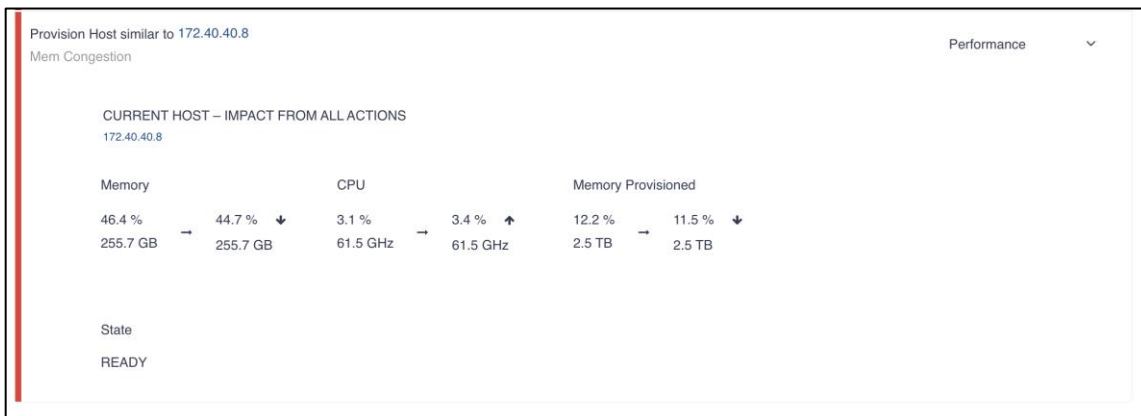 Provision Host similar to 172.40.40.8
Performance
Mem Congestion
CURRENT HOST – IMPACT FROM ALL ACTIONS
172.40.40.8
Memory CPU Memory Provisioned
46.4 % → 44.7 % ↓ 3.1 % → 3.4 % ↑ 12.2 % → 11.5 % ↓
255.7 GB 255.7 GB 61.5 GHz 61.5 GHz 2.5 TB 2.5 TB
State
READY